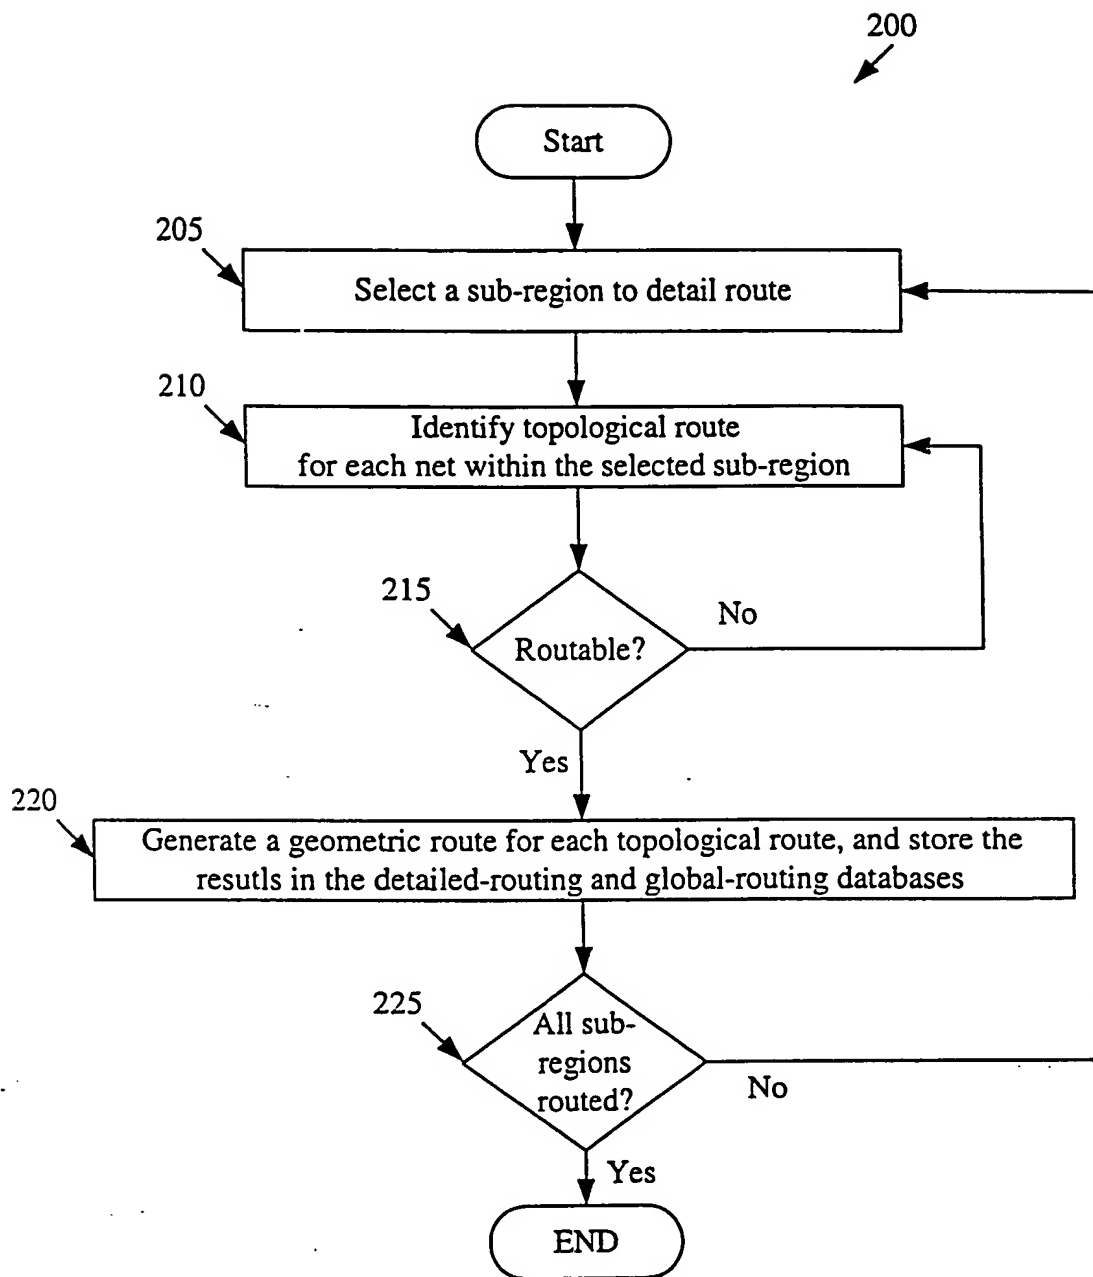 200
Start
205
Select a sub-region to detail route
210
Identify topological route
for each net within the selected sub-region
215
Routable?
No
Yes
220
Generate a geometric route for each topological route, and store the
resutls in the detailed-routing and global-routing databases
225
All sub-
regions
routed?
No
Yes
END